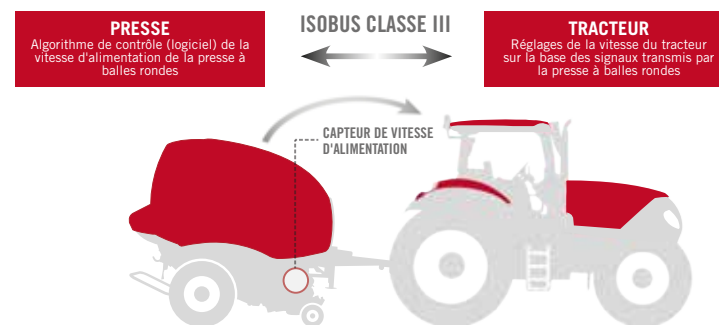 PRESSE
Algorithme de contrôle (logiciel) de la
vitesse d'alimentation de la presse à
balles rondes
ISOBUS CLASSE III
TRACTEUR
Réglages de la vitesse du tracteur
sur la base des signaux transmis par
la presse à balles rondes
CAPTEUR DE VITESSE
D'ALIMENTATION